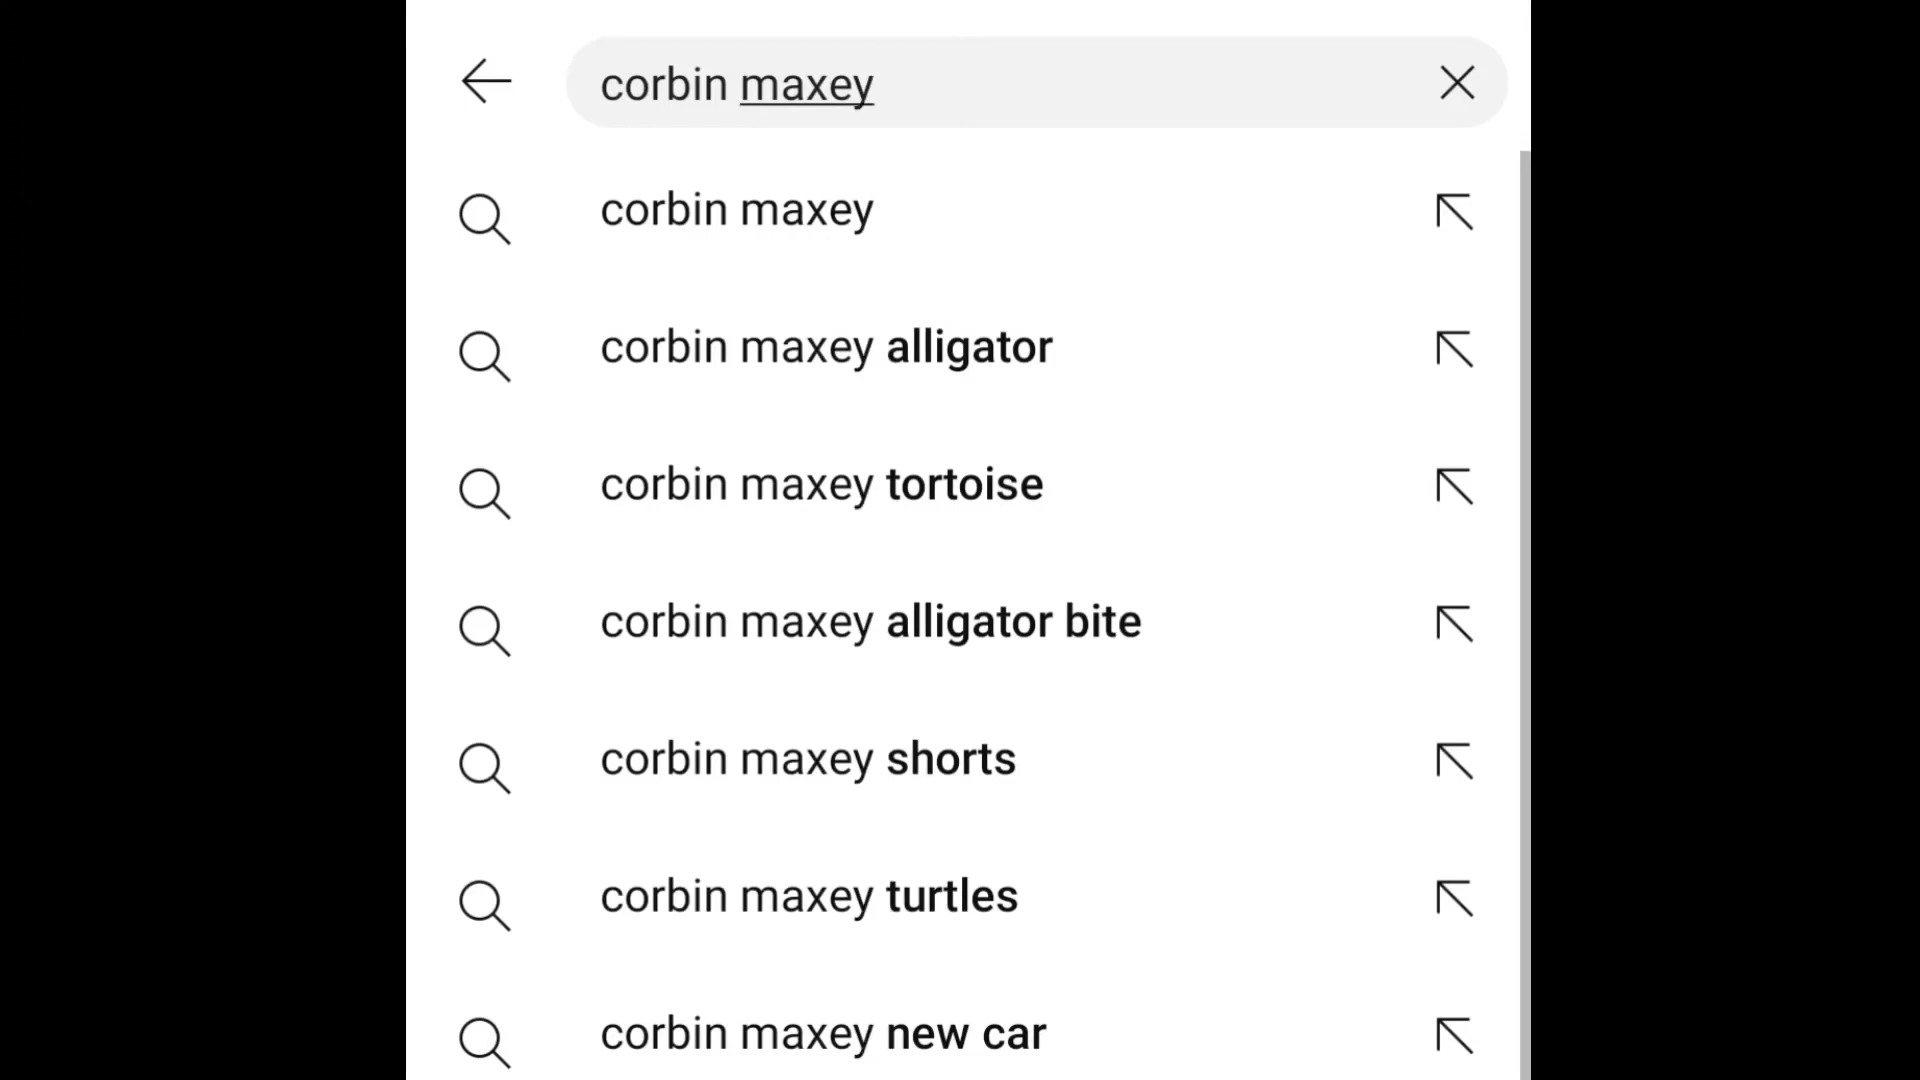 corbin maxey
corbin maxey
corbin maxey alligator
corbin maxey tortoise
corbin maxey alligator bite
corbin maxey shorts
corbin maxey turtles
corbin maxey new car